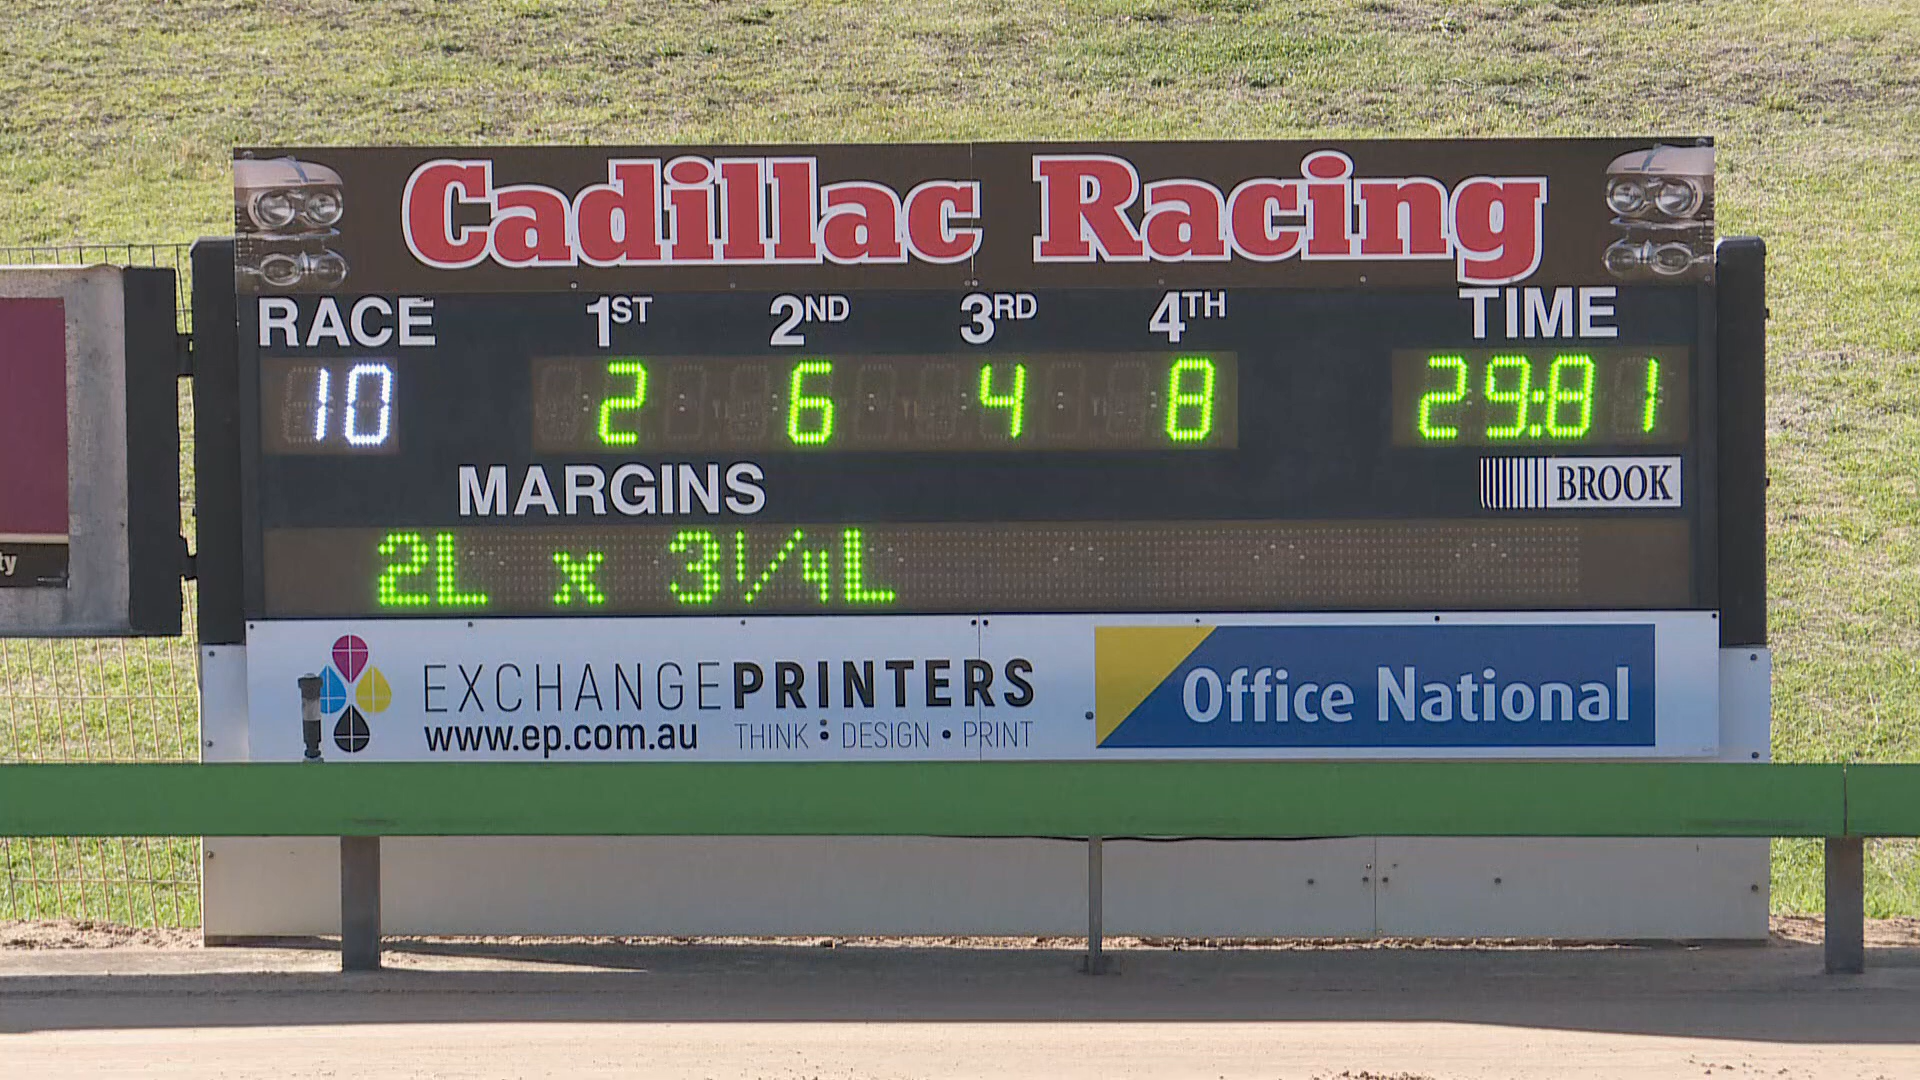 Cadillac Racing
RACE 1ST 2ND 3RD 4TH TIME
10 2 6 4 8 29:81
MARGINS
BROOK
2L x 3¼L
ty
EXCHANGEPRINTERS
www.ep.com.au THINK • DESIGN • PRINT
Office National